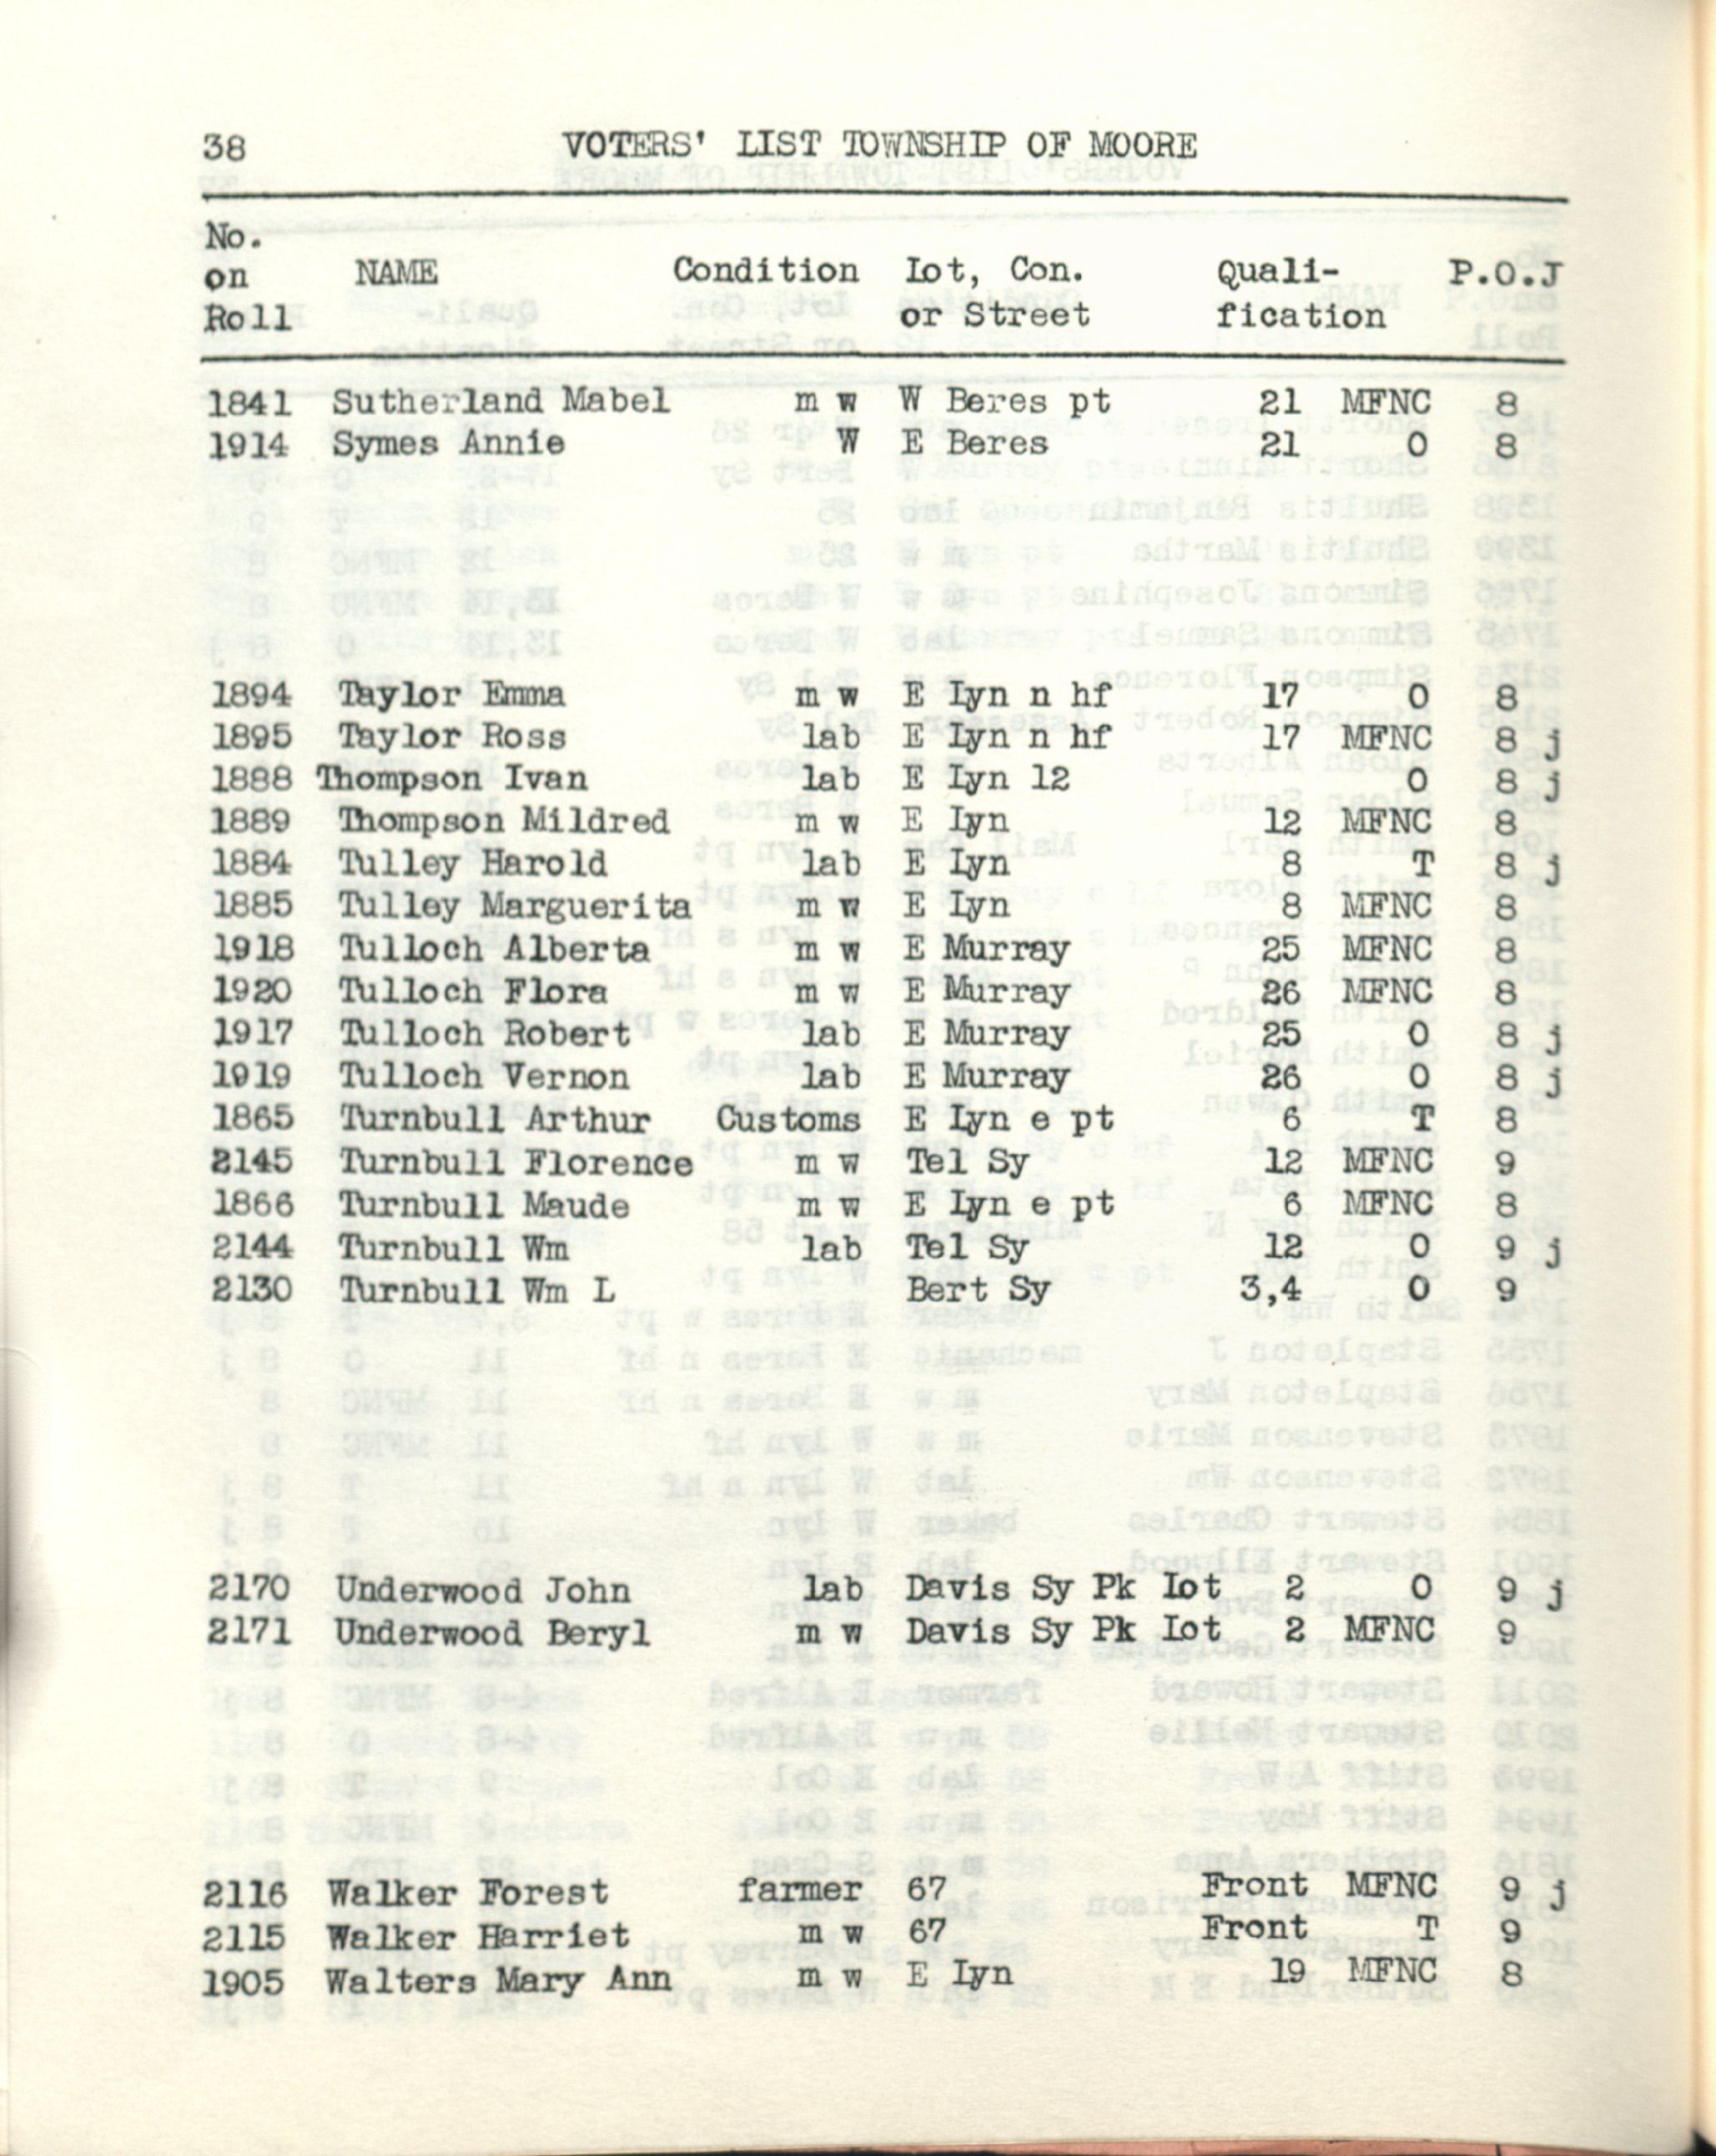 38 VOTERS' LIST TOWNSHIP OF MOORE
No.
on NAME Condition Lot, Con. Quali- P.O.J
Roll or Street fication
1841 Sutherland Mabel m w W Beres pt 21 MFNC 8
1914 Symes Annie W E Beres 21 O 8
1894 Taylor Emma m w E Lyn n hf 17 O 8
1895 Taylor Ross lab E Lyn n hf 17 MFNC 8 j
1888 Thompson Ivan lab E Lyn 12 O 8 j
1889 Thompson Mildred m w E Lyn 12 MFNC 8
1884 Tulley Harold lab E Lyn 8 T 8 j
1885 Tulley Marguerita m w E Lyn 8 MFNC 8
1918 Tulloch Alberta m w E Murray 25 MFNC 8
1920 Tulloch Flora m w E Murray 26 MFNC 8
1917 Tulloch Robert lab E Murray 25 O 8 j
1919 Tulloch Vernon lab E Murray 26 O 8 j
1865 Turnbull Arthur Customs E Lyn e pt 6 T 8
2145 Turnbull Florence m w Tel Sy 12 MFNC 9
1866 Turnbull Maude m w E Lyn e pt 6 MFNC 8
2144 Turnbull Wm lab Tel Sy 12 O 9 j
2130 Turnbull Wm L Bert Sy 3,4 O 9
2170 Underwood John lab Davis Sy Pk Lot 2 O 9 j
2171 Underwood Beryl m w Davis Sy Pk Lot 2 MFNC 9
2116 Walker Forest farmer 67 Front MFNC 9 j
2115 Walker Harriet m w 67 Front T 9
1905 Walters Mary Ann m w E Lyn 19 MFNC 8